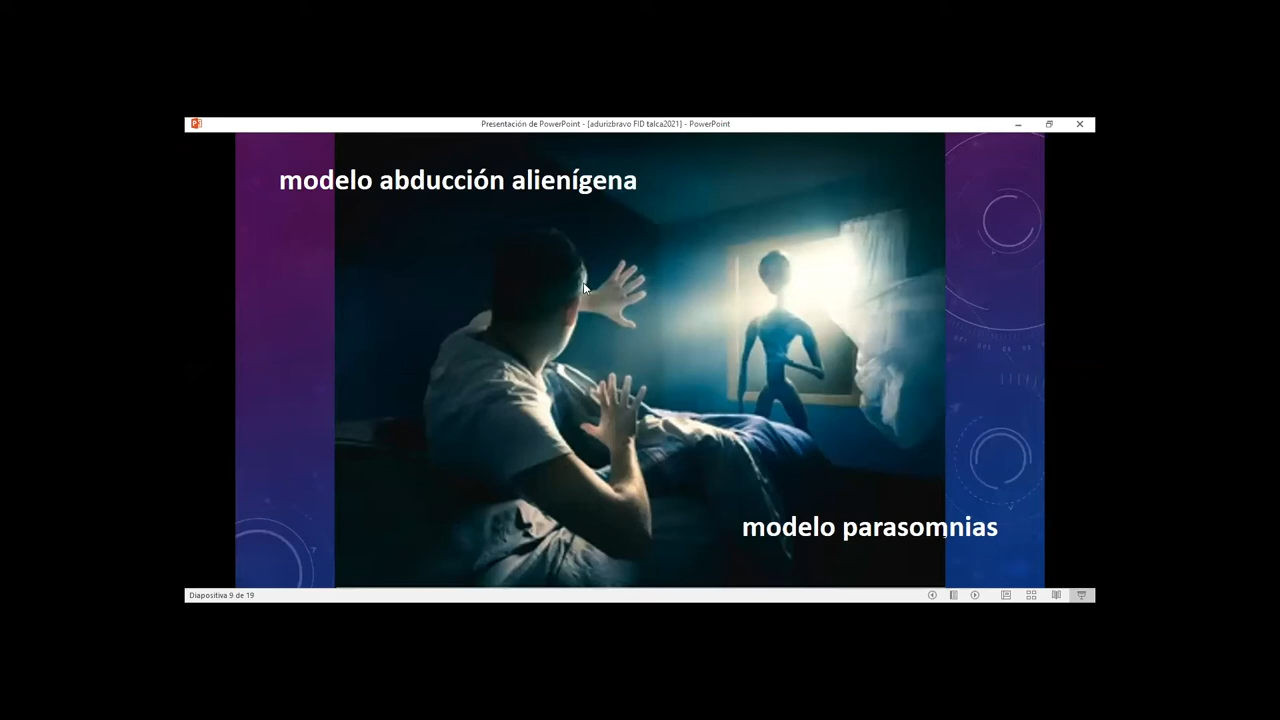 Presentación de PowerPoint - [adurizbravo FID talca2021] - PowerPoint
modelo abducción alienígena
modelo parasomnias
Diapositiva 9 de 19